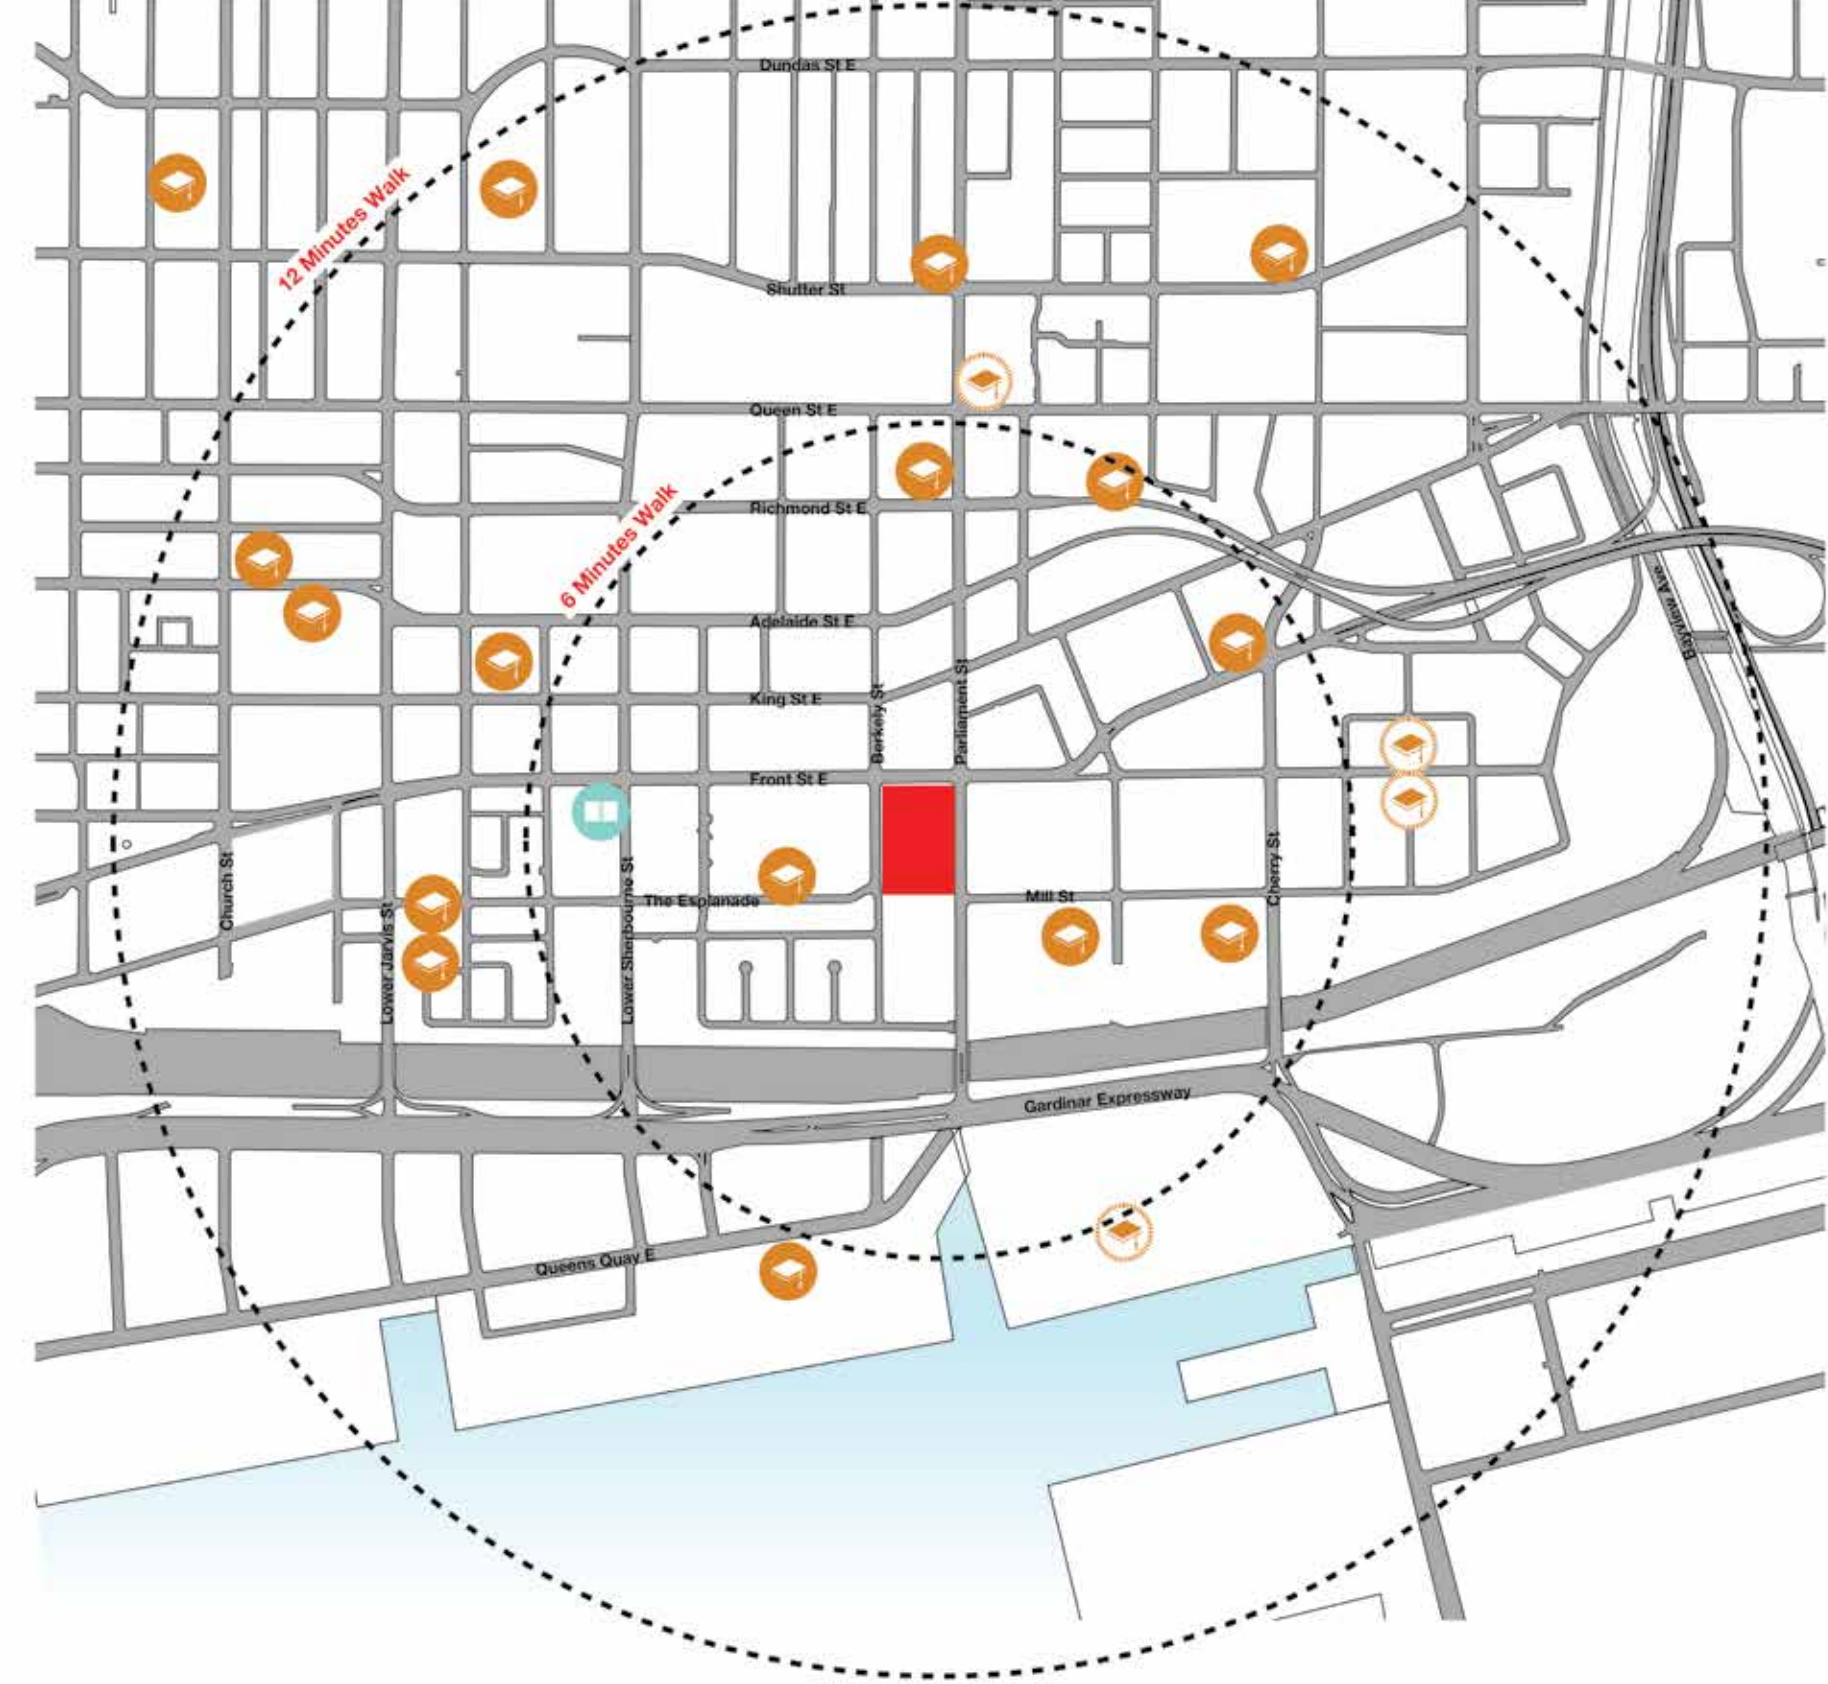 Dundas St E
12 Minutes Walk
Shutter St
Queen St E
6 Minutes Walk
Richmond St E
Bayview Ave
Adelaide St E
Parliament St
Berkely St
King St E
Front St E
Church St
Lower Jarvis St
Lower Sherbourne St
The Esplanade
Mill St
Cherry St
Gardinar Expressway
Queens Quay E